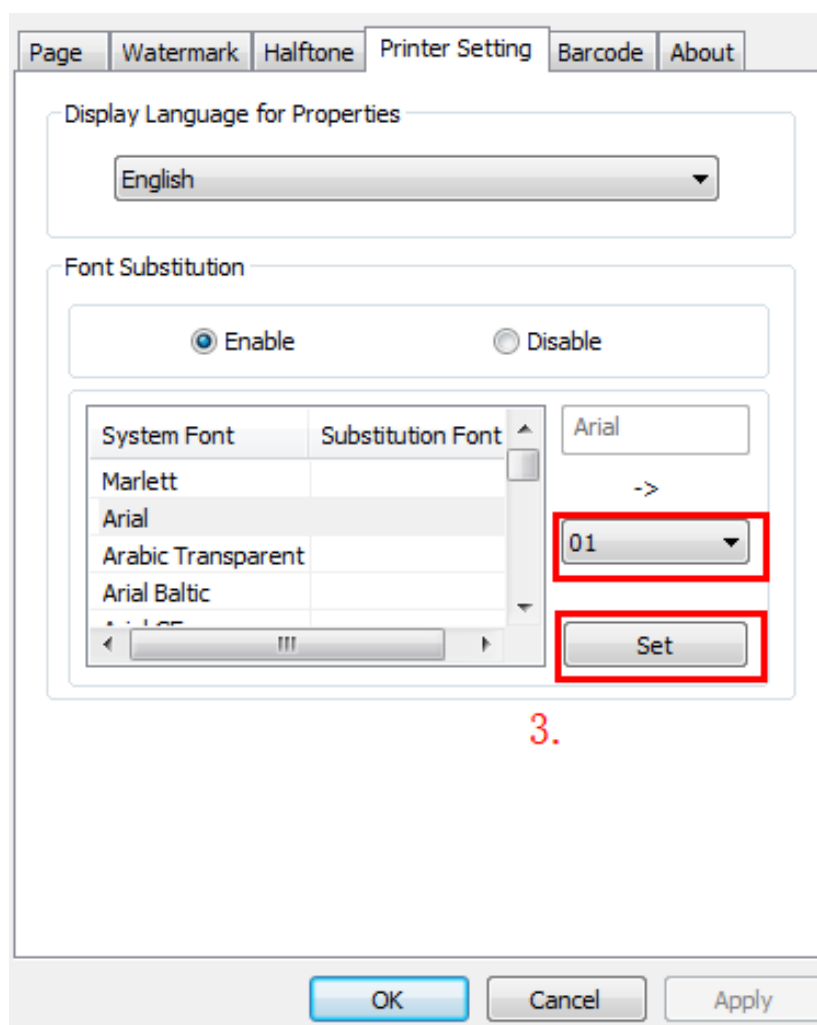 Page Watermark Halftone Printer Setting Barcode About
Display Language for Properties
English
Font Substitution
Enable Disable
System Font Substitution Font
Arial
Marlett
->
Arial
01
Arabic Transparent
Arial Baltic
Set
3.
OK Cancel Apply